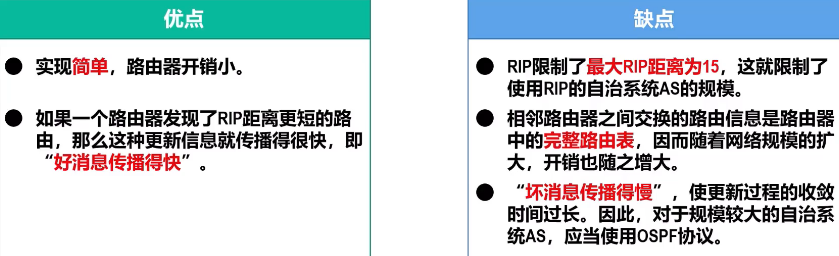 优点
● 实现简单，路由器开销小。
● 如果一个路由器发现了RIP距离更短的路
由，那么这种更新信息就传播得很快，即
“好消息传播得快”。
缺点
● RIP限制了最大RIP距离为15，这就限制了
使用RIP的自治系统AS的规模。
● 相邻路由器之间交换的路由信息是路由器
中的完整路由表，因而随着网络规模的扩
大，开销也随之增大。
● “坏消息传播得慢”，使更新过程的收敛
时间过长。因此，对于规模较大的自治系
统AS，应当使用OSPF协议。